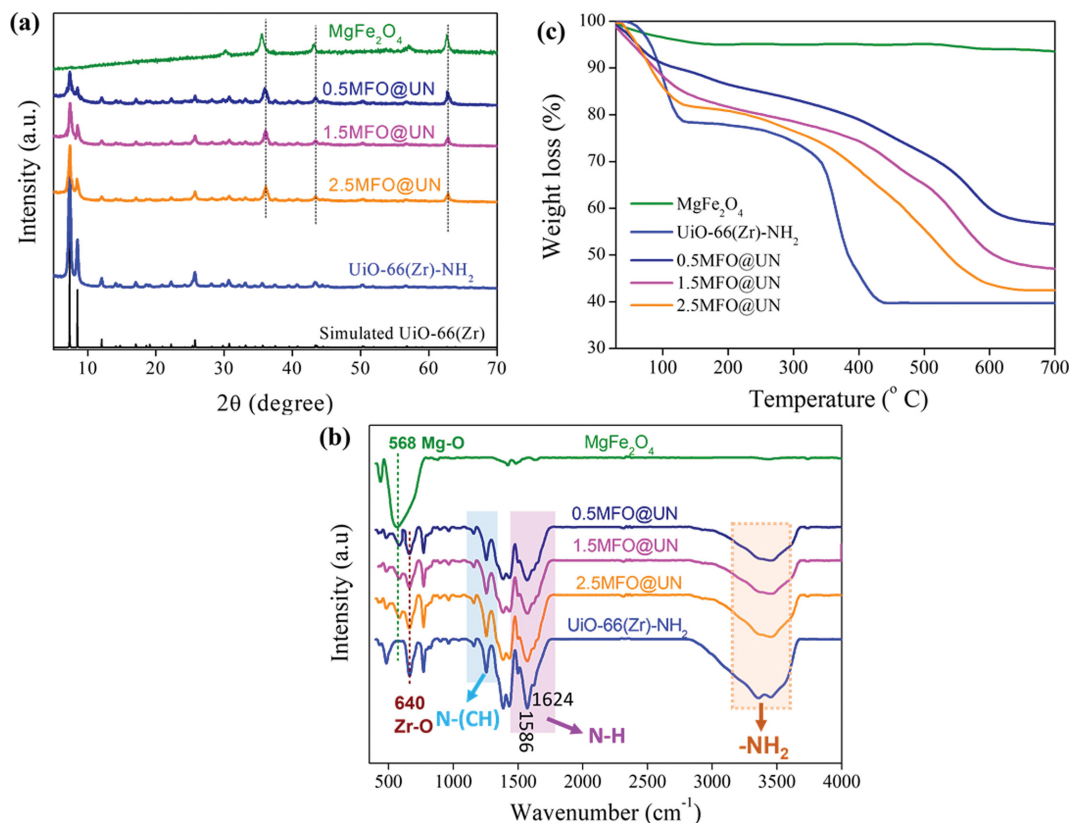 (a)
MgFe₂O₄
0.5MFO@UN
1.5MFO@UN
2.5MFO@UN
UiO-66(Zr)-NH₂
Simulated UiO-66(Zr)
Intensity (a.u.)
10 20 30 40 50 60 70
2θ (degree)
(c)
100
90
80
70
60
50
40
30
Weight loss (%)
MgFe₂O₄
UiO-66(Zr)-NH₂
0.5MFO@UN
1.5MFO@UN
2.5MFO@UN
100 200 300 400 500 600 700
Temperature (° C)
(b)
568 Mg-O
MgFe₂O₄
0.5MFO@UN
1.5MFO@UN
2.5MFO@UN
UiO-66(Zr)-NH₂
Intensity (a.u)
640
Zr-O
N-(CH)
1586
1624
N-H
-NH₂
500 1000 1500 2000 2500 3000 3500 4000
Wavenumber (cm⁻¹)